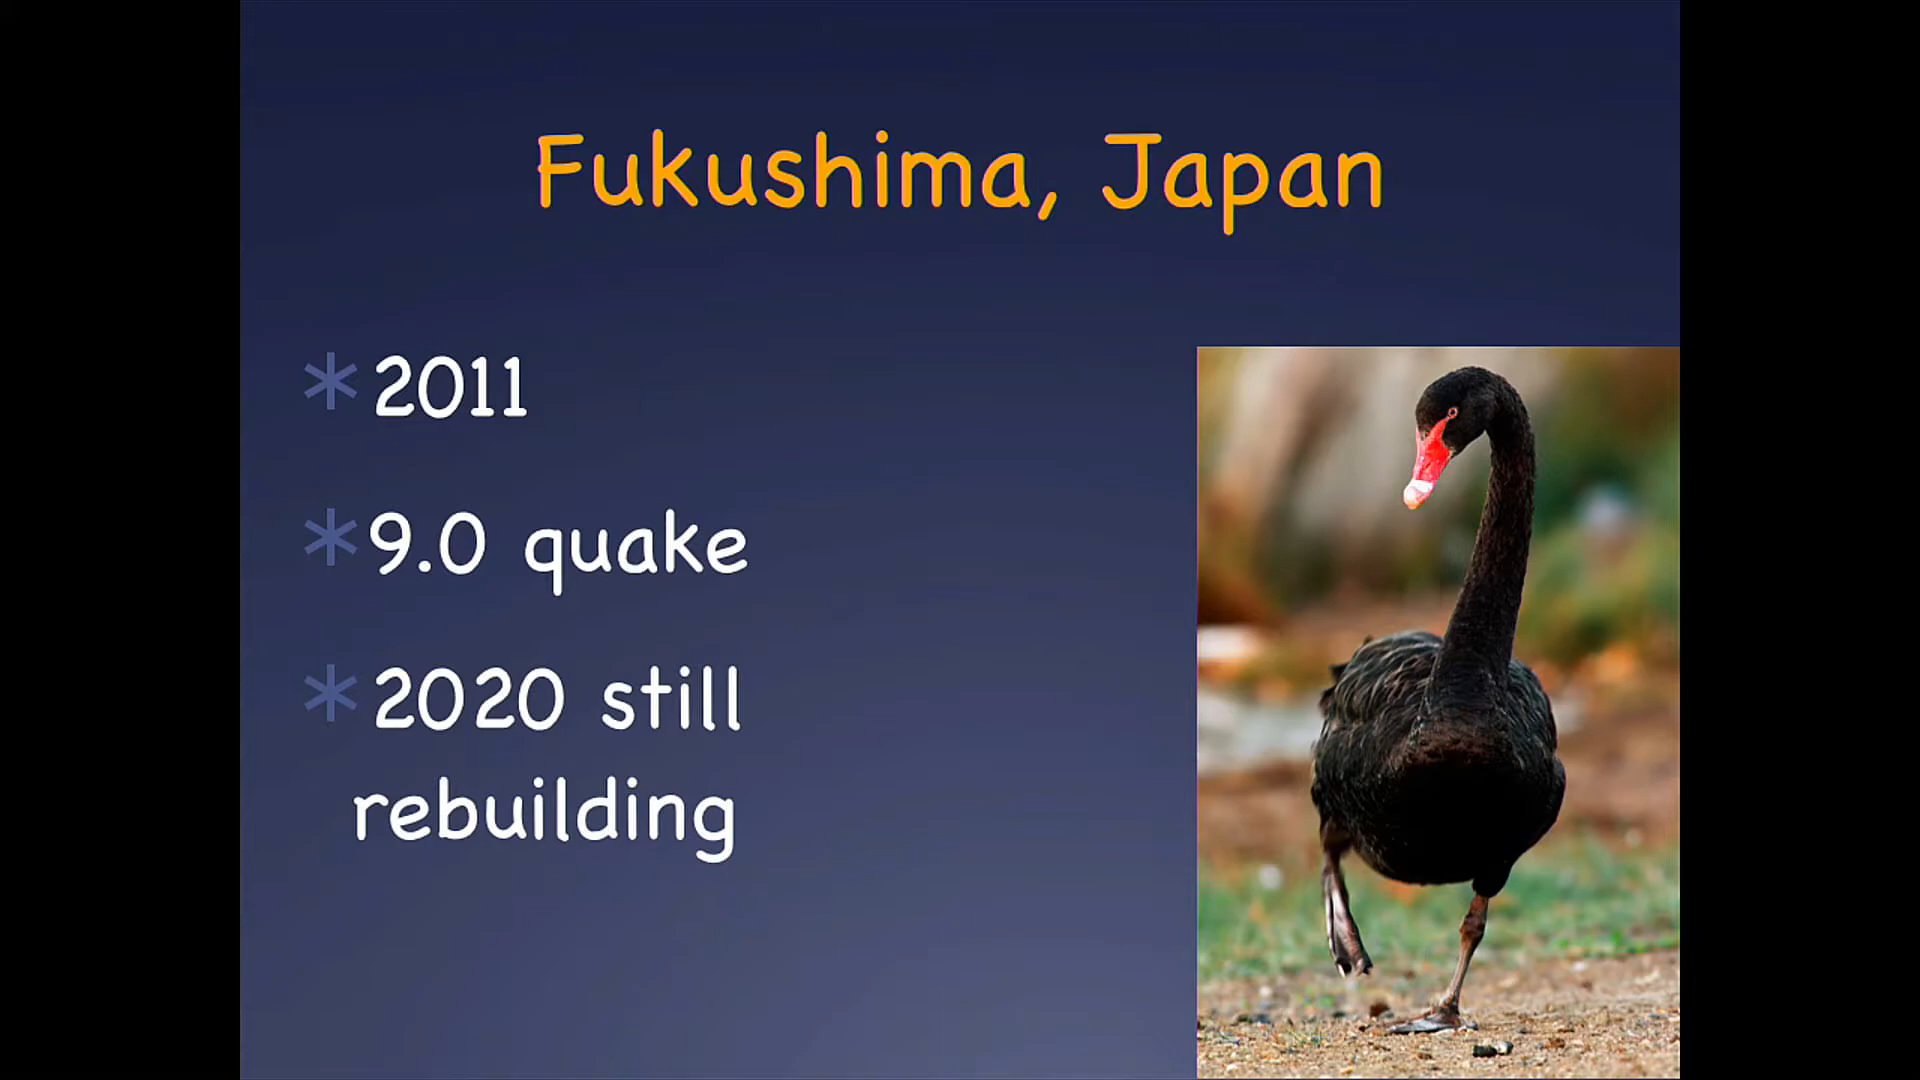 Fukushima, Japan
* 2011
* 9.0 quake
* 2020 still
rebuilding